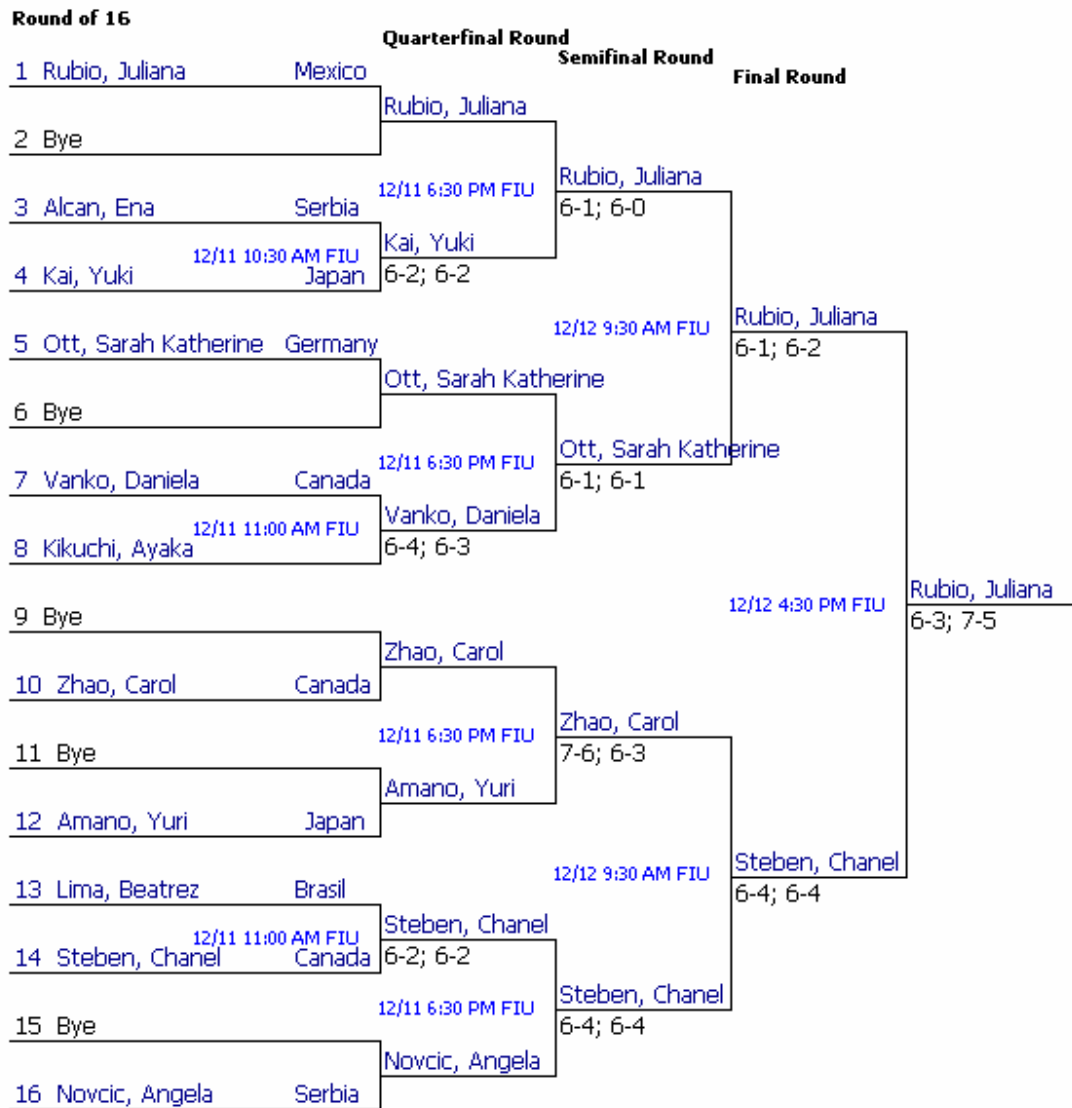 Round of 16
Quarterfinal Round
Semifinal Round
Final Round
1 Rubio, Juliana Mexico
Rubio, Juliana
2 Bye
12/11 6:30 PM FIU
Rubio, Juliana
6-1; 6-0
3 Alcan, Ena Serbia
12/11 10:30 AM FIU
Kai, Yuki
6-2; 6-2
4 Kai, Yuki Japan
12/12 9:30 AM FIU
Rubio, Juliana
6-1; 6-2
5 Ott, Sarah Katherine Germany
Ott, Sarah Katherine
6 Bye
12/11 6:30 PM FIU
Ott, Sarah Katherine
6-1; 6-1
7 Vanko, Daniela Canada
12/11 11:00 AM FIU
Vanko, Daniela
6-4; 6-3
8 Kikuchi, Ayaka
12/12 4:30 PM FIU
Rubio, Juliana
6-3; 7-5
9 Bye
Zhao, Carol
10 Zhao, Carol Canada
12/11 6:30 PM FIU
Zhao, Carol
7-6; 6-3
11 Bye
Amano, Yuri
12 Amano, Yuri Japan
12/12 9:30 AM FIU
Steben, Chanel
6-4; 6-4
13 Lima, Beatrez Brasil
12/11 11:00 AM FIU
Steben, Chanel
6-2; 6-2
14 Steben, Chanel Canada
12/11 6:30 PM FIU
Steben, Chanel
6-4; 6-4
15 Bye
Novcic, Angela
16 Novcic, Angela Serbia